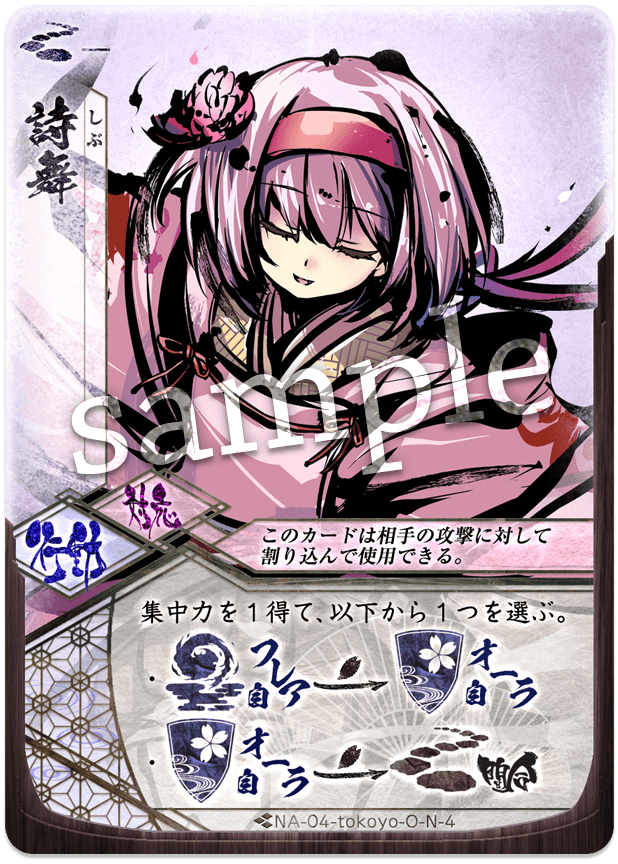 しぶ
詩舞
sample
対応
行動
このカードは相手の攻撃に対して
割り込んで使用できる。
集中力を1得て、以下から1つを選ぶ。
・自フレア→自オーラ
・自オーラ→間合
NA-04-tokoyo-O-N-4